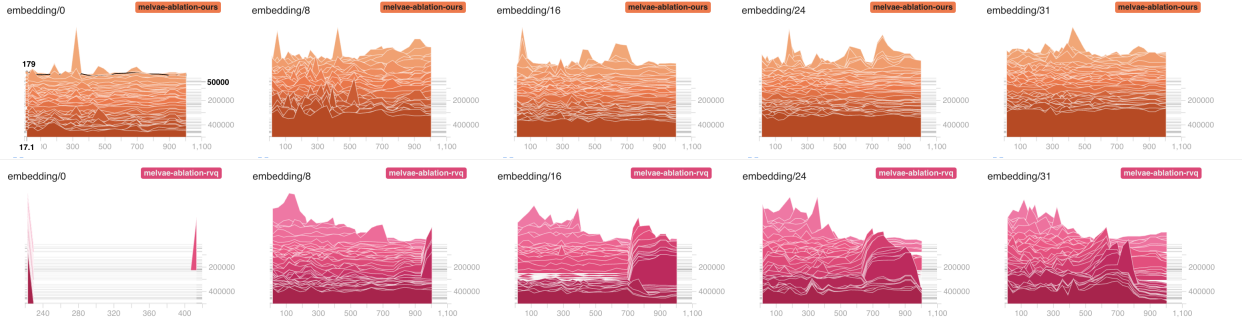 embedding/0 melvae-ablation-ours
179
50000
200000
400000
17.1 0 300 500 700 900 1,100
embedding/8 melvae-ablation-ours
200000
400000
100 300 500 700 900 1,100
embedding/16 melvae-ablation-ours
200000
400000
100 300 500 700 900 1,100
embedding/24 melvae-ablation-ours
200000
400000
100 300 500 700 900 1,100
embedding/31 melvae-ablation-ours
200000
400000
100 300 500 700 900 1,100
embedding/0 melvae-ablation-rvq
200000
400000
240 280 320 360 400
embedding/8 melvae-ablation-rvq
200000
400000
100 300 500 700 900 1,100
embedding/16 melvae-ablation-rvq
200000
400000
100 300 500 700 900 1,100
embedding/24 melvae-ablation-rvq
200000
400000
100 300 500 700 900 1,100
embedding/31 melvae-ablation-rvq
200000
400000
100 300 500 700 900 1,100